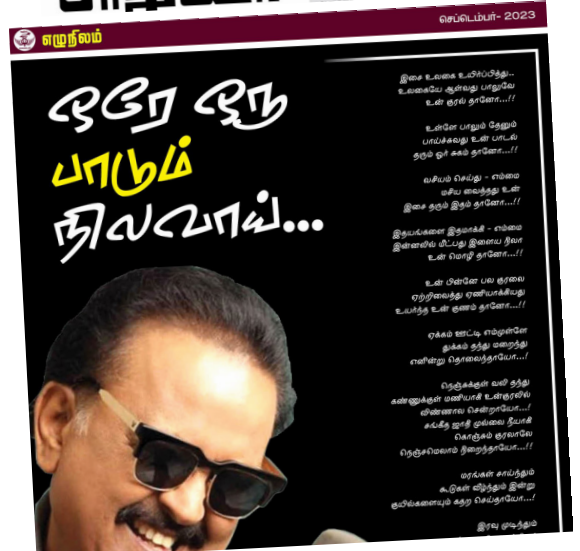 எழுநிலம்
செப்டெம்பர்- 2023
ஒரே ஒரு
பாடும்
நிலவாய்...
இசை உலகை உயிர்ப்பித்து..
உலகையே ஆள்வது பாலுவே
உன் குரல் தானோ...!!
உள்ளே பாலும் தேனும்
பாய்ச்சுவது உன் பாடல்
தரும் ஓர் சுகம் தானோ...!!
வசியம் செய்து - எம்மை
மசிய வைத்தது உன்
இசை தரும் இதம் தானோ...!!
இதயங்களை இதமாக்கி - எம்மை
இன்னலில் மீட்பது இளைய நிலா
உன் மொழி தானோ...!!
உன் பின்னே பல குரலை
ஏற்றிவைத்து ஏணியாக்கியது
உயர்ந்த உன் குணம் தானோ...!!
ஏக்கம் ஊட்டி எம்முள்ளே
துக்கம் தந்து மறைந்து
எனின்று தொலைந்தாயோ...!
நெஞ்சுக்குள் வலி தந்து
கண்ணுக்குள் மணியாகி உன்குரலில்
விண்ணால சென்றாயோ...!
சங்கீத ஜாதி முல்லை நீயாகி
கொஞ்சும் குரலாலே
நெஞ்சமெலாம் நிறைந்தாயோ...!!
மரங்கள் சாய்ந்தும்
கூடுகள் வீழ்ந்தும் இன்று
குயில்களையும் கதற செய்தாயோ...!
இரவு முடிந்தும்